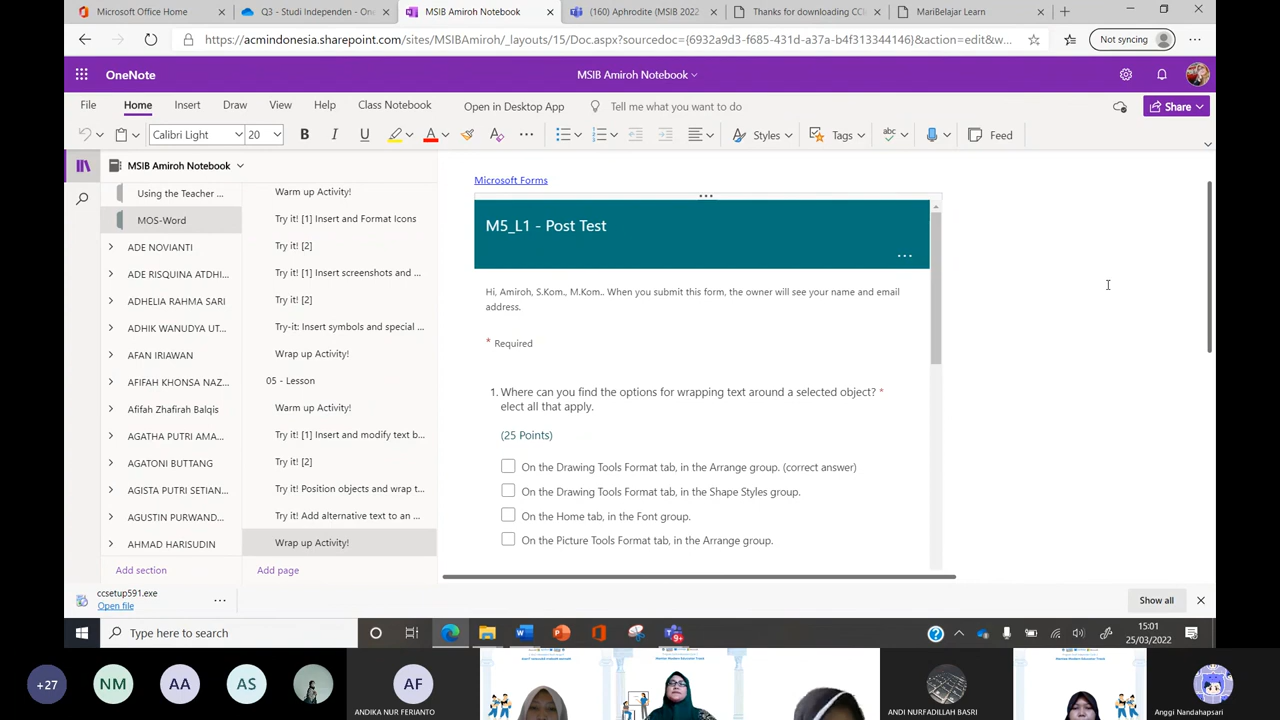 Microsoft Office Home
Q3 - Studi Independen - One
MSIB Amiroh Notebook
(160) Aphrodite (MSIB 2022
Thanks for downloading CCl
MariBelajar Learn
https://acmindonesia.sharepoint.com/sites/MSIBAmiroh/_layouts/15/Doc.aspx?sourcedoc={6932a9d3-f685-431d-a37a-b4f313344146}&action=edit&w...
Not syncing
OneNote
MSIB Amiroh Notebook
File
Home
Insert
Draw
View
Help
Class Notebook
Open in Desktop App
Tell me what you want to do
Share
Calibri Light
20
B
I
U
A
Styles
Tags
abc
Feed
MSIB Amiroh Notebook
Using the Teacher ...
MOS-Word
ADE NOVIANTI
ADE RISQUINA ATDHI...
ADHELIA RAHMA SARI
ADHIK WANUDYA UT...
AFAN IRIAWAN
AFIFAH KHONSA NAZ...
Afifah Zhafirah Balqis
AGATHA PUTRI AMA...
AGATONI BUTTANG
AGISTA PUTRI SETIAN...
AGUSTIN PURWAND...
AHMAD HARISUDIN
Add section
Warm up Activity!
Try it! [1] Insert and Format Icons
Try it! [2]
Try it! [1] Insert screenshots and ...
Try it! [2]
Try-it: Insert symbols and special ...
Wrap up Activity!
05 - Lesson
Warm up Activity!
Try it! [1] Insert and modify text b...
Try it! [2]
Try it! Position objects and wrap t...
Try it! Add alternative text to an ...
Wrap up Activity!
Add page
Microsoft Forms
M5_L1 - Post Test
Hi, Amiroh, S.Kom., M.Kom.. When you submit this form, the owner will see your name and email
address.
* Required
1. Where can you find the options for wrapping text around a selected object? *
elect all that apply.
(25 Points)
On the Drawing Tools Format tab, in the Arrange group. (correct answer)
On the Drawing Tools Format tab, in the Shape Styles group.
On the Home tab, in the Font group.
On the Picture Tools Format tab, in the Arrange group.
ccsetup591.exe
Open file
Show all
Type here to search
9+
15:01
25/03/2022
+27
NM
AA
AS
AF
ANDIKA NUR FERIANTO
ANDI NURFADILLAH BASRI
Anggi Nandahapsari